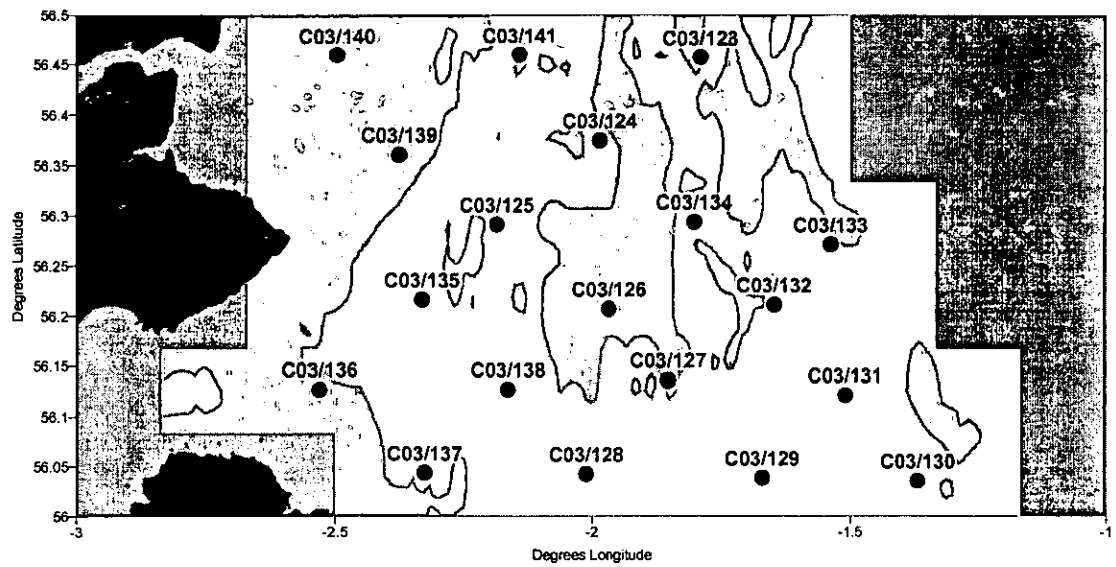 56.5
C03/140
C03/141
C03/123
56.45
56.4
C03/124
C03/139
56.35
56.3
C03/125
C03/134
C03/133
56.25
C03/135
C03/126
C03/132
56.2
56.15
C03/136
C03/138
C03/127
C03/131
56.1
56.05
C03/137
C03/128
C03/129
C03/130
56
-3
-2.5
-2
-1.5
-1
Degrees Longitude
Degrees Latitude